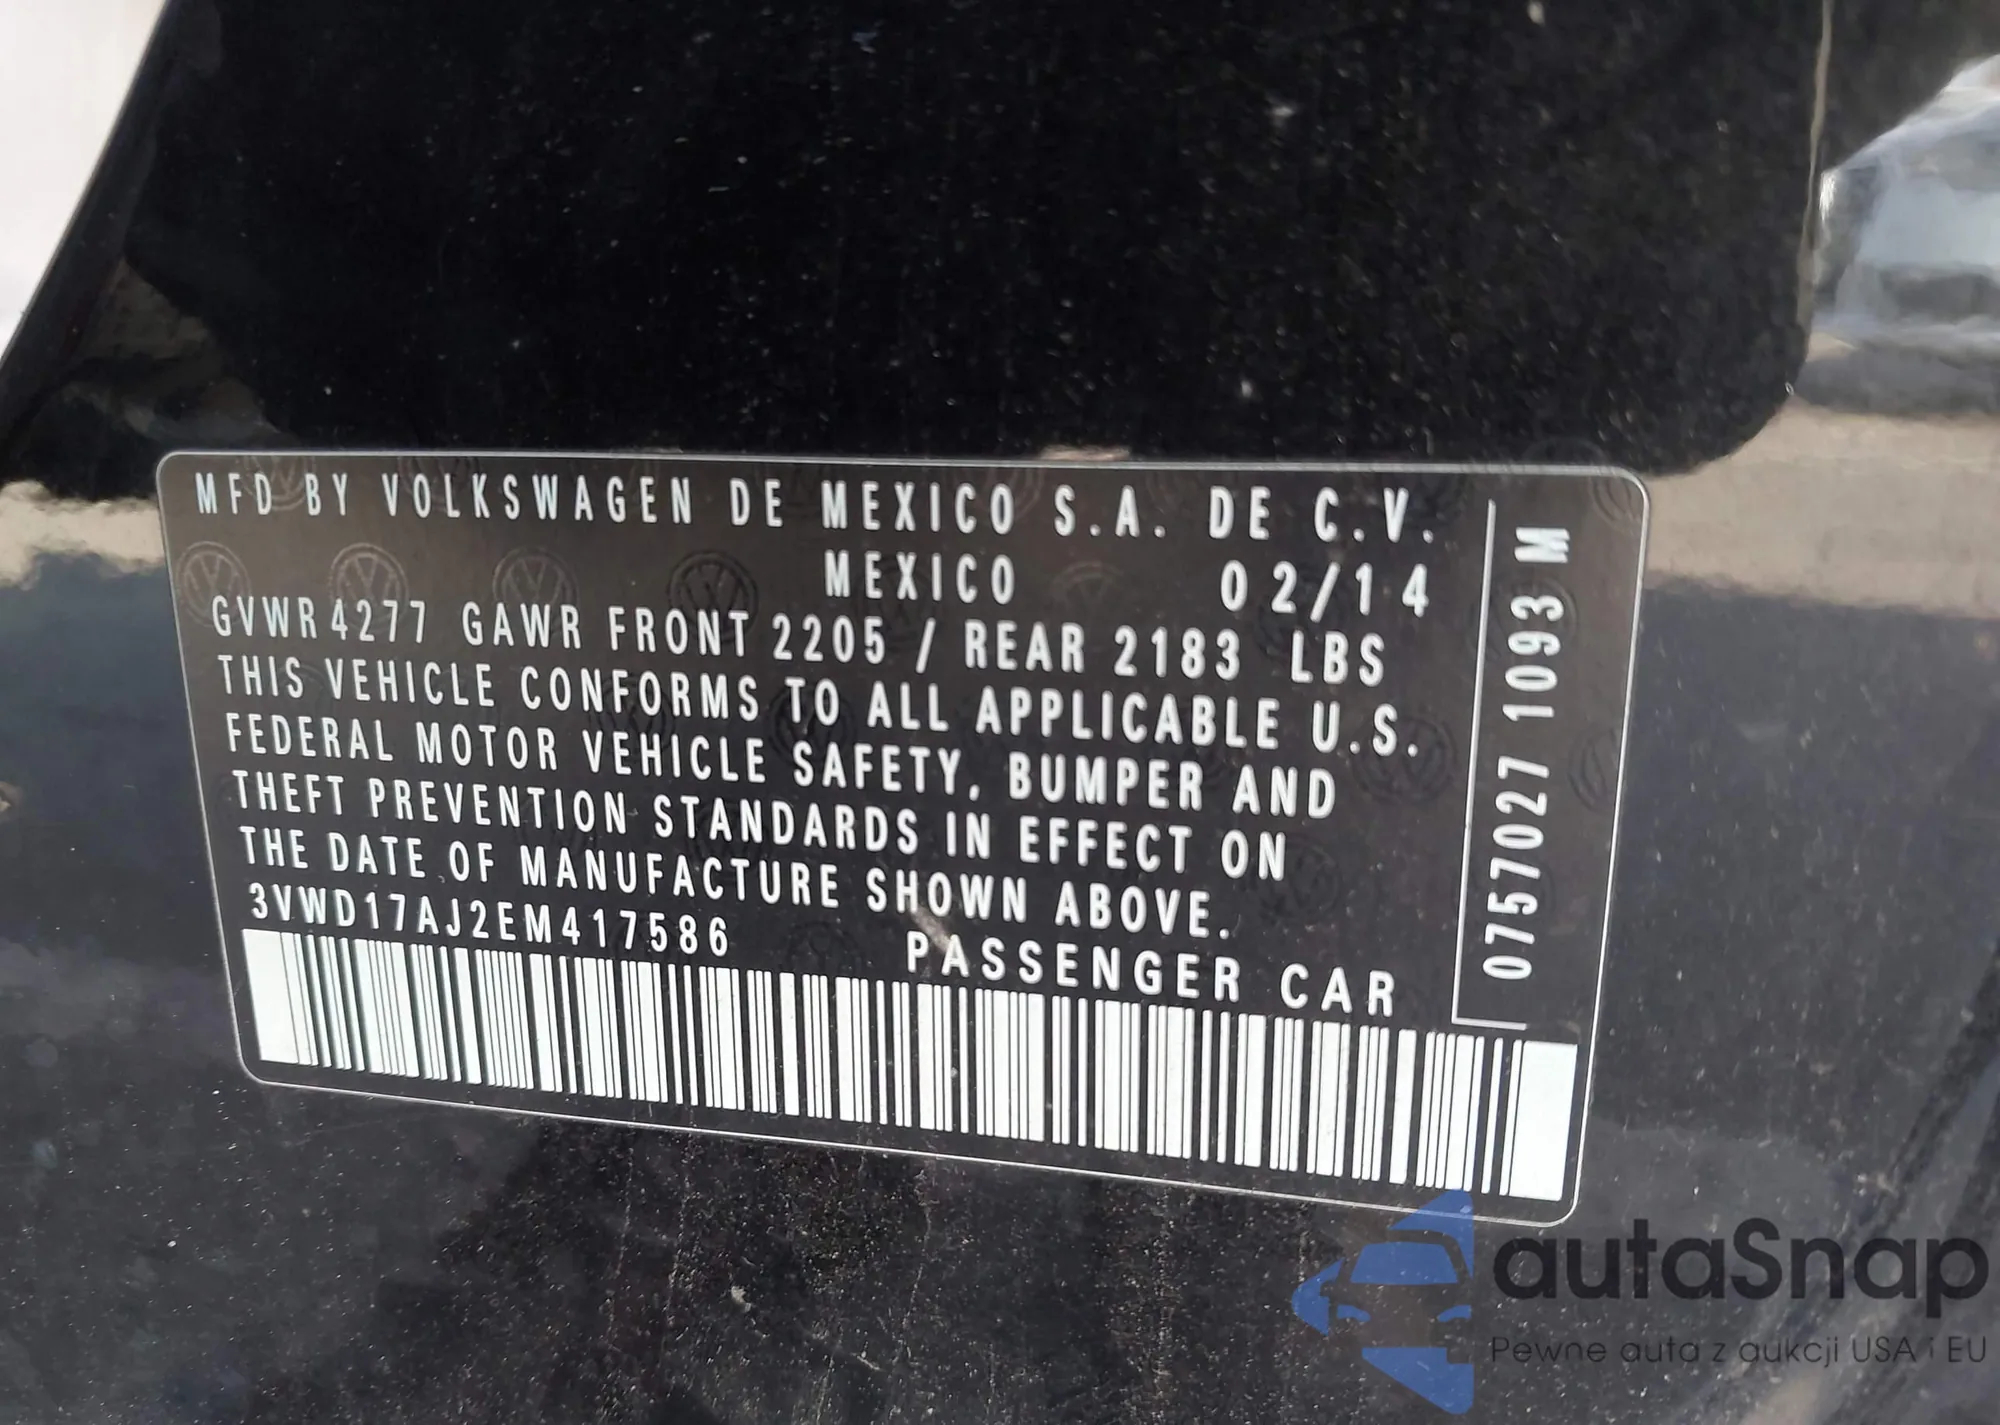 MFD BY VOLKSWAGEN DE MEXICO S.A. DE C.V.
MEXICO 02/14
GVWR 4277 GAWR FRONT 2205 / REAR 2183 LBS
THIS VEHICLE CONFORMS TO ALL APPLICABLE U.S.
FEDERAL MOTOR VEHICLE SAFETY, BUMPER AND
THEFT PREVENTION STANDARDS IN EFFECT ON
THE DATE OF MANUFACTURE SHOWN ABOVE.
3VWD17AJ2EM417586 PASSENGER CAR
0757027 1093 M
autaSnap
Pewne auta z aukcji USA i EU